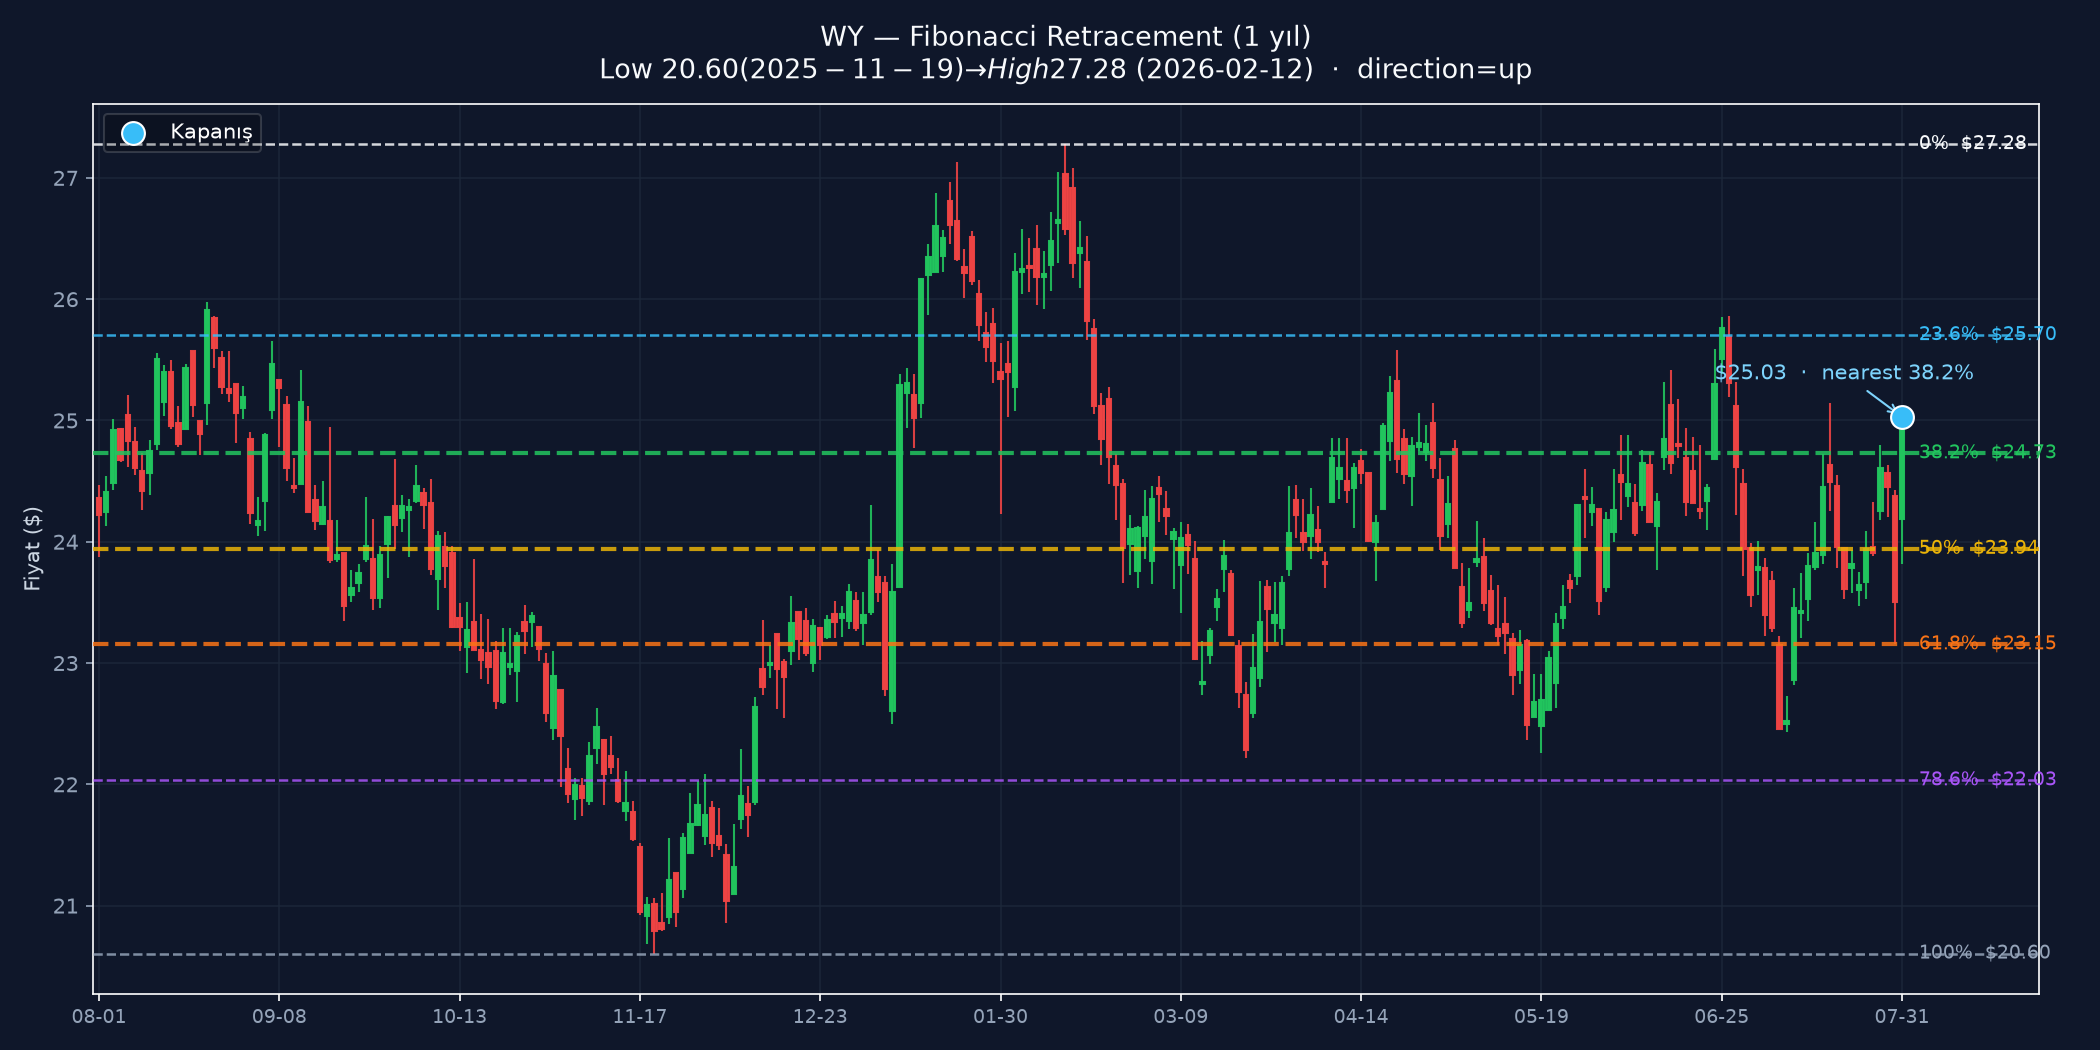 WY — Fibonacci Retracement (1 yıl)
Low 20.60(2025 − 11 − 19)→High27.28 (2026-02-12)  ·  direction=up
Kapanış
0%  $27.28
27
26
23.6%  $25.70
$25.03  ·  nearest 38.2%
25
38.2%  $24.73
24
50%  $23.94
Fiyat ($)
61.8%  $23.15
23
22
78.6%  $22.03
21
100%  $20.60
08-01 09-08 10-13 11-17 12-23 01-30 03-09 04-14 05-19 06-25 07-31